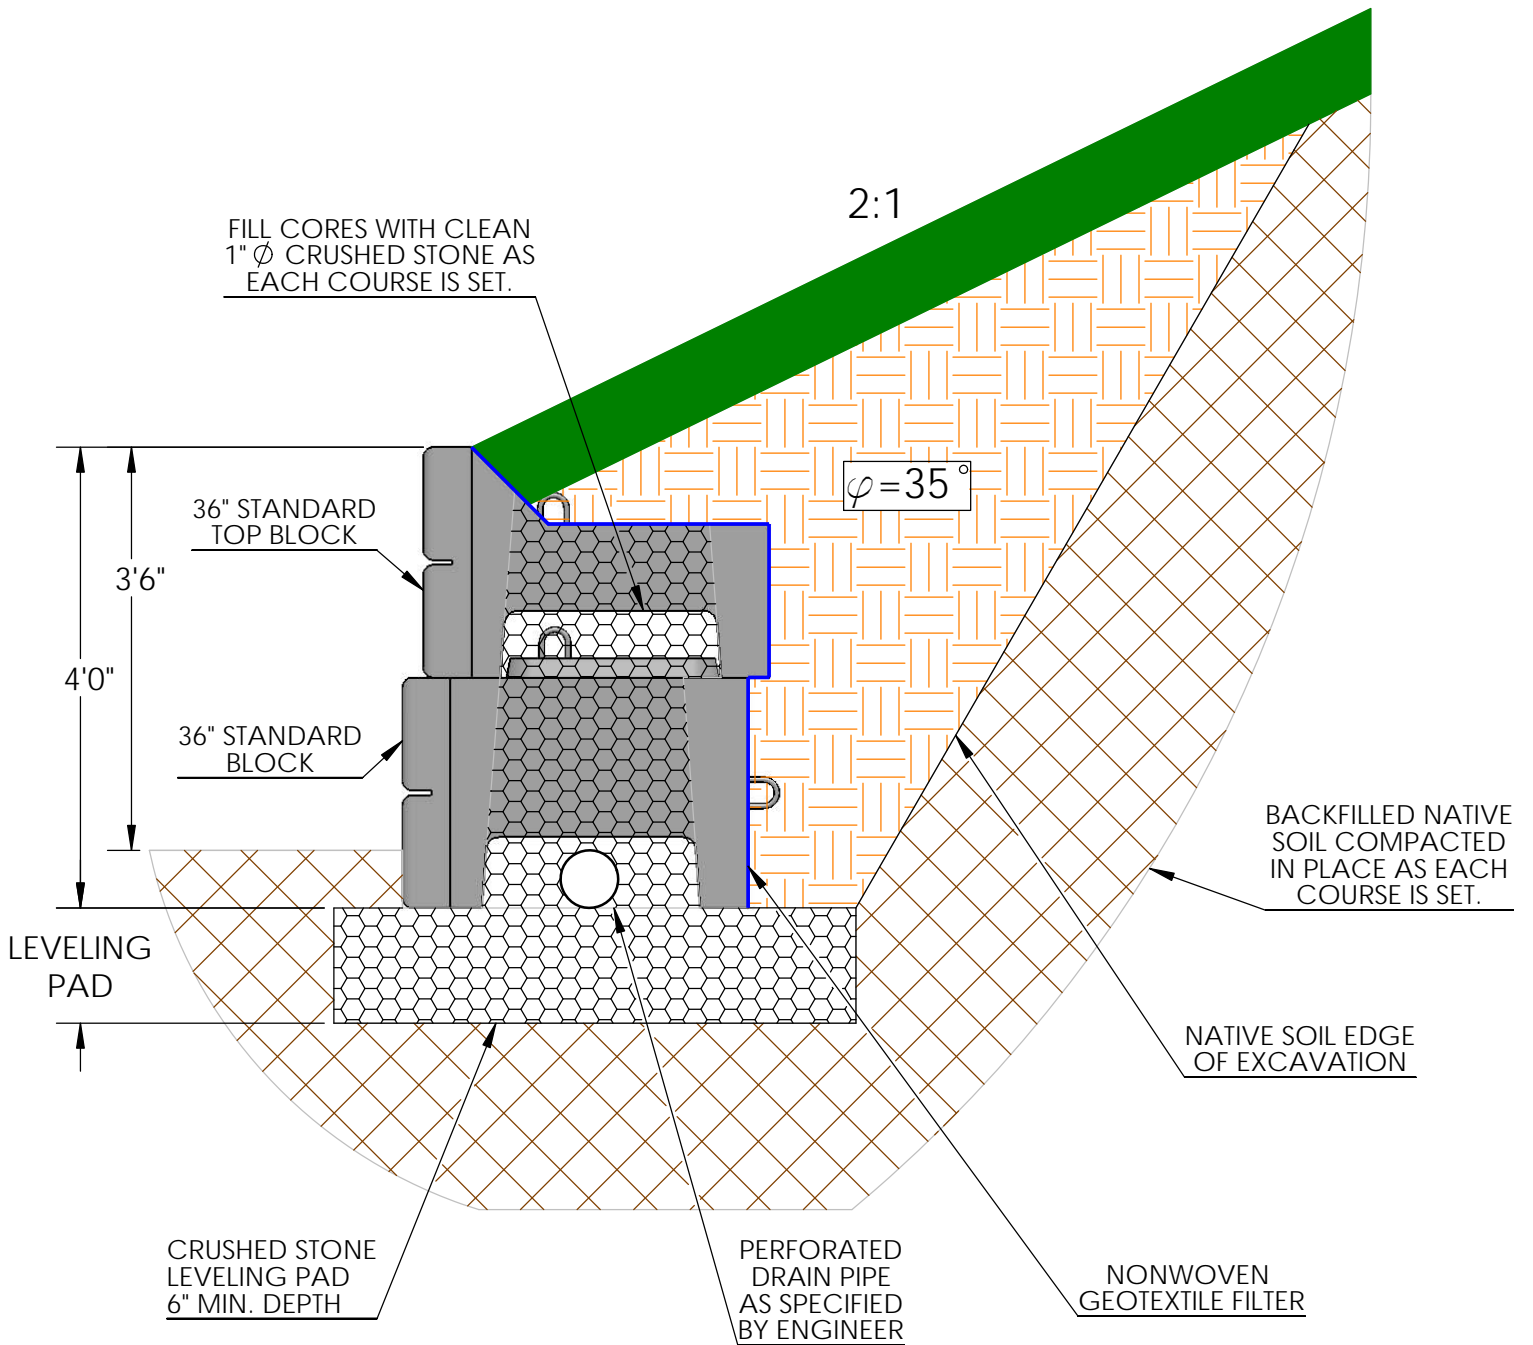 2:1
FILL CORES WITH CLEAN
1" Ø CRUSHED STONE AS
EACH COURSE IS SET.
36" STANDARD
TOP BLOCK
3'6"
4'0"
φ=35°
36" STANDARD
BLOCK
BACKFILLED NATIVE
SOIL COMPACTED
IN PLACE AS EACH
COURSE IS SET.
LEVELING
PAD
NATIVE SOIL EDGE
OF EXCAVATION
CRUSHED STONE
LEVELING PAD
6" MIN. DEPTH
PERFORATED
DRAIN PIPE
AS SPECIFIED
BY ENGINEER
NONWOVEN
GEOTEXTILE FILTER